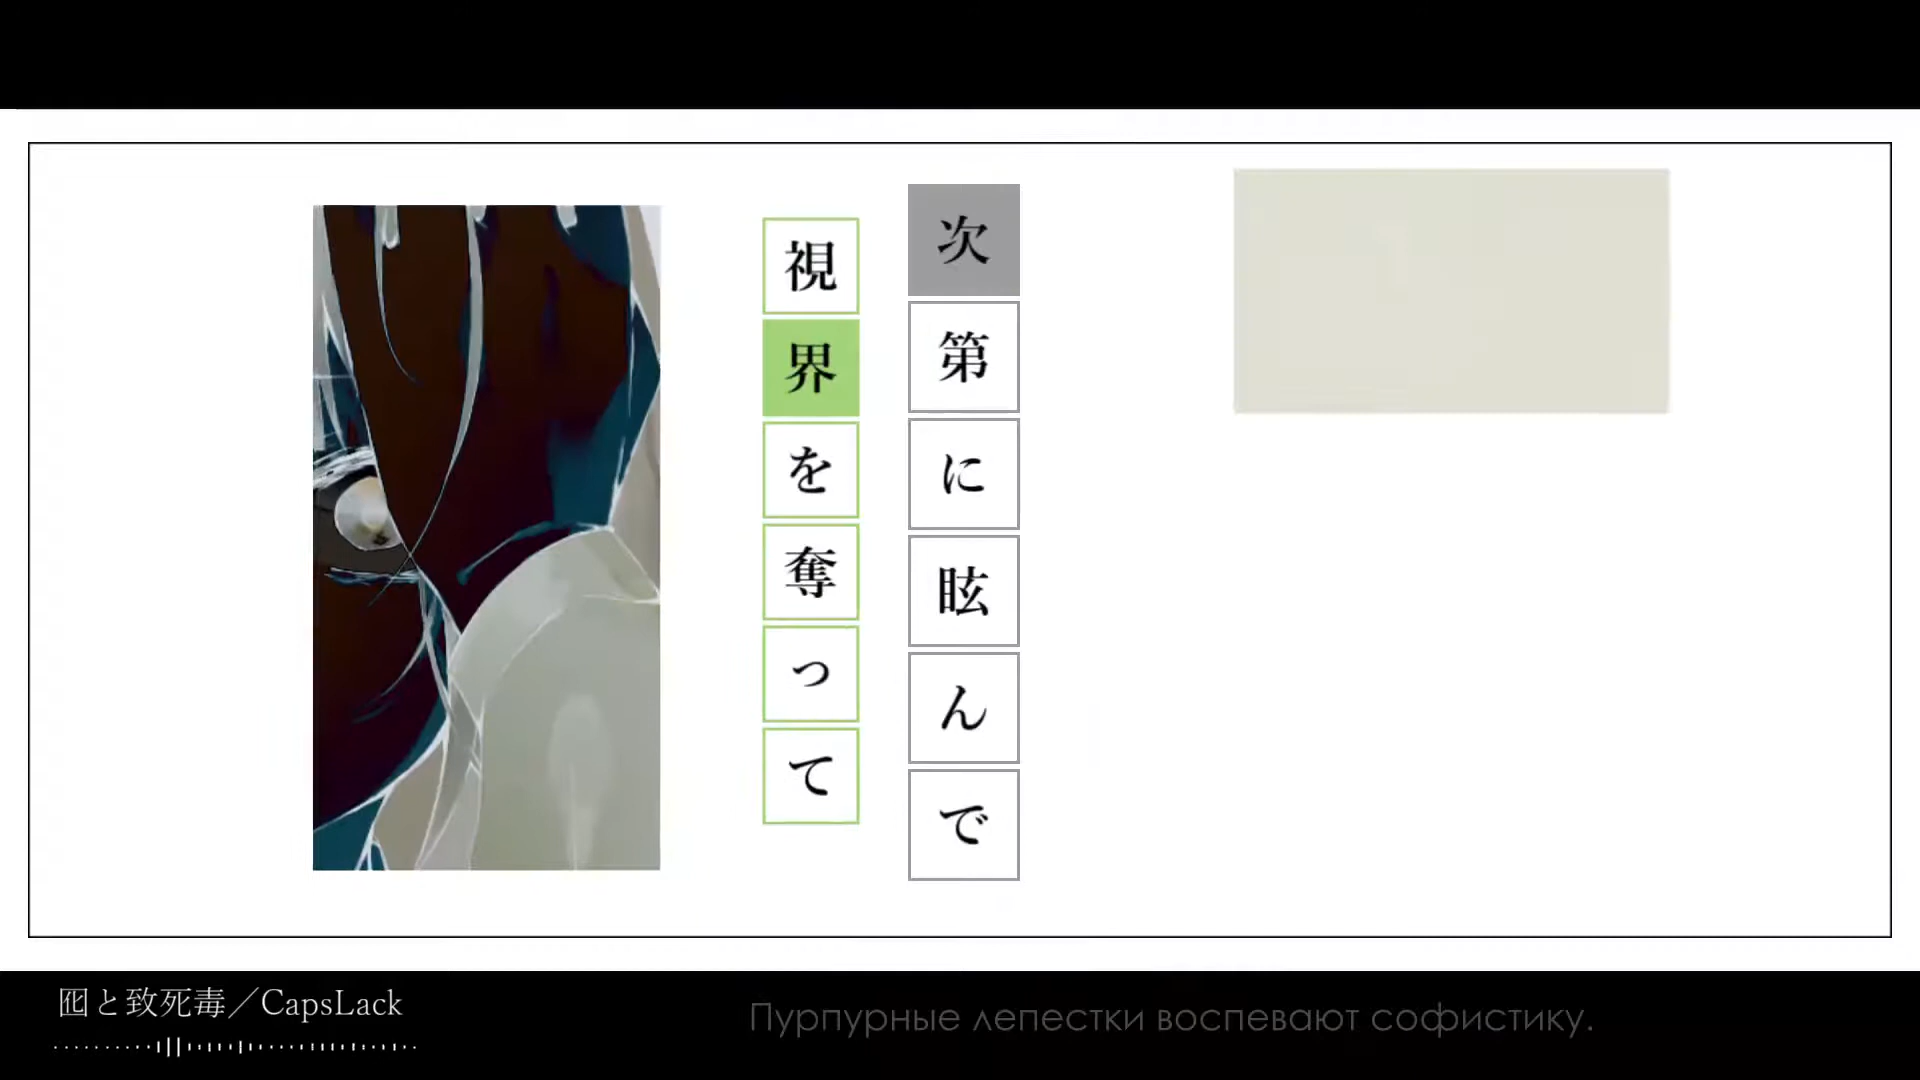 次第に眩んで
視界を奪って
囮と致死毒／CapsLack
Пурпурные лепестки воспевают софистику.